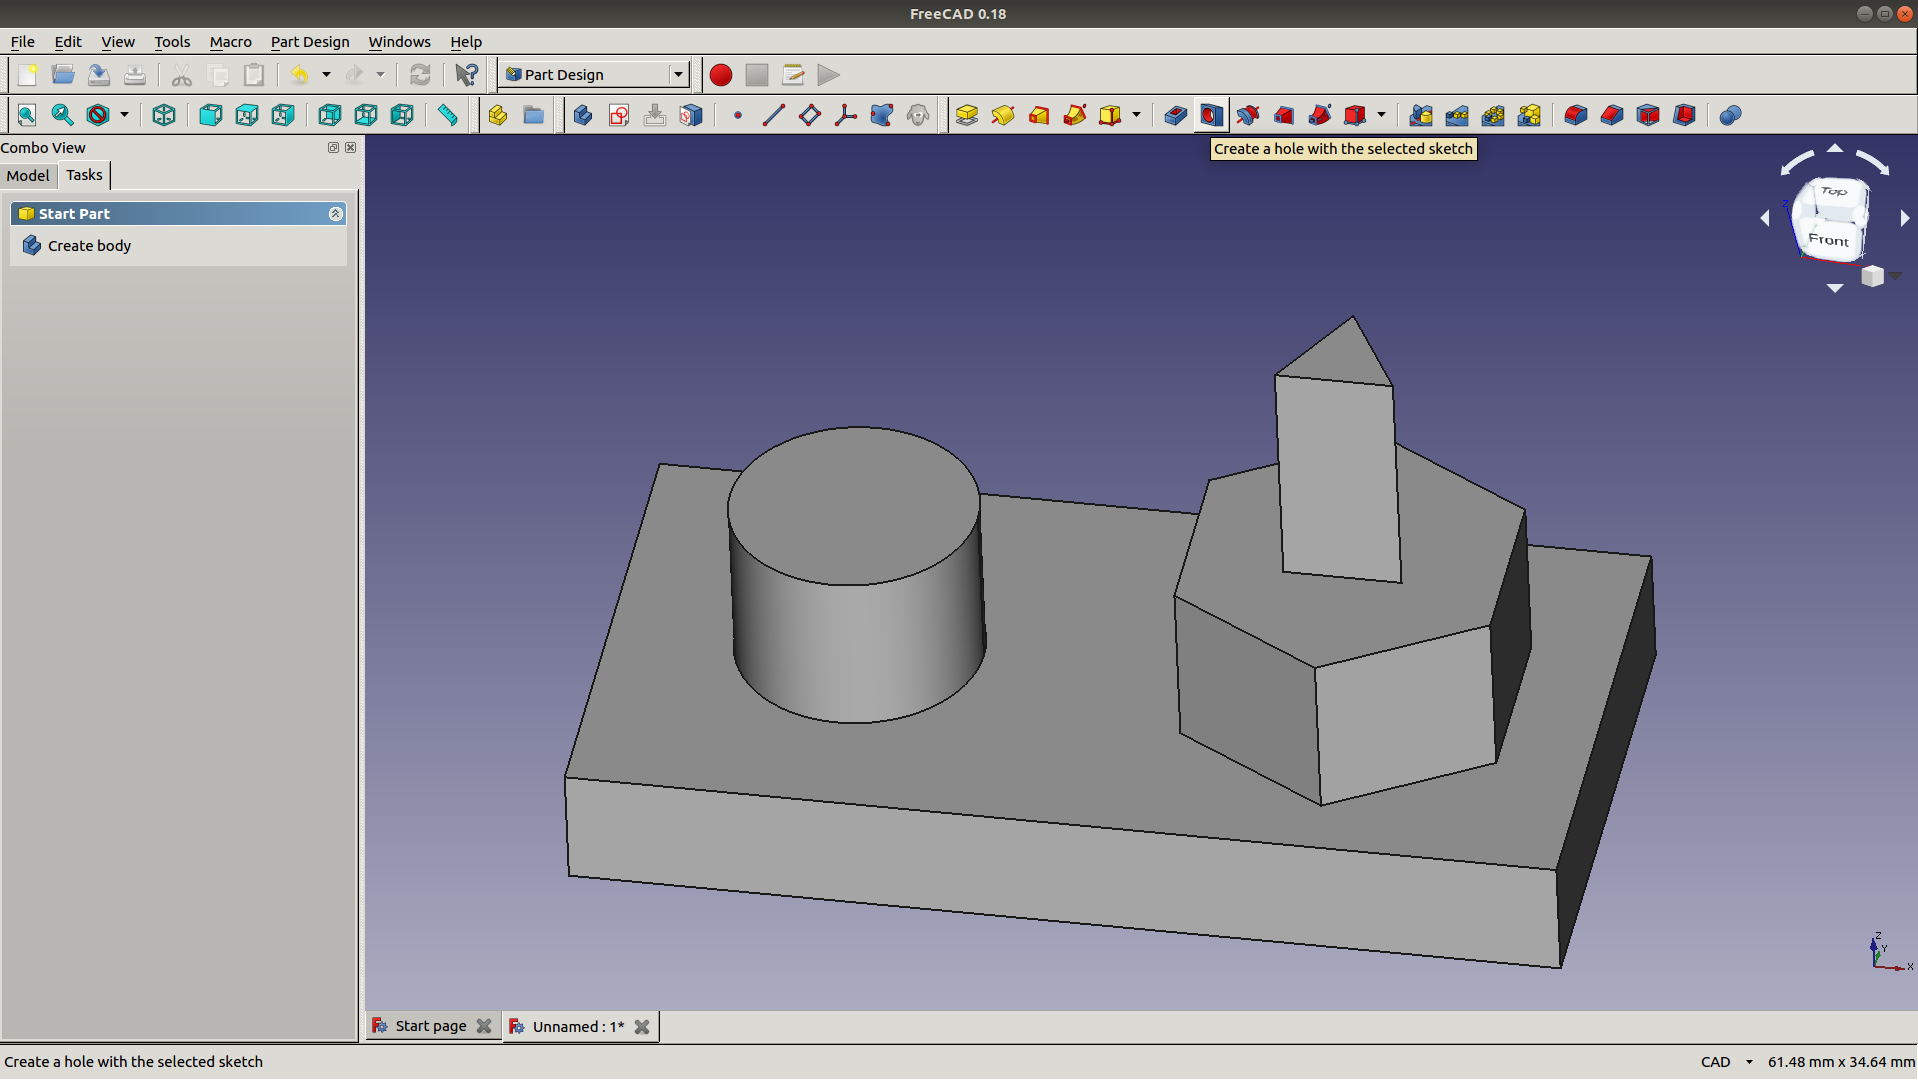 FreeCAD 0.18
File Edit View Tools Macro Part Design Windows Help
Part Design
Create a hole with the selected sketch
Combo View
Model Tasks
Start Part
Create body
Top
Front
Z
Z
Y
X
Start page
Unnamed : 1*
Create a hole with the selected sketch
CAD
61.48 mm x 34.64 mm